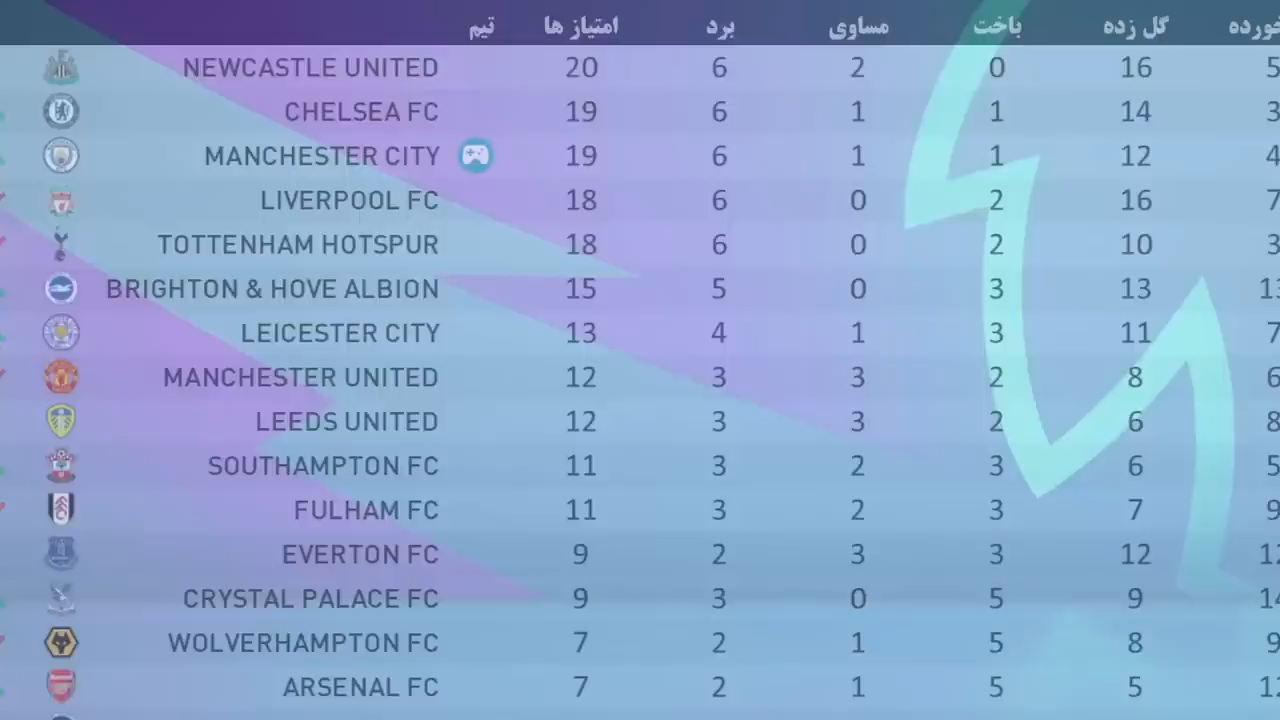 تیم امتیاز ها برد مساوی باخت گل زده
NEWCASTLE UNITED 20 6 2 0 16 5
CHELSEA FC 19 6 1 1 14 3
MANCHESTER CITY 19 6 1 1 12 4
LIVERPOOL FC 18 6 0 2 16 7
TOTTENHAM HOTSPUR 18 6 0 2 10 3
BRIGHTON & HOVE ALBION 15 5 0 3 13
LEICESTER CITY 13 4 1 3 11 7
MANCHESTER UNITED 12 3 3 2 8 6
LEEDS UNITED 12 3 3 2 6 8
SOUTHAMPTON FC 11 3 2 3 6 5
FULHAM FC 11 3 2 3 7 9
EVERTON FC 9 2 3 3 12
CRYSTAL PALACE FC 9 3 0 5 9
WOLVERHAMPTON FC 7 2 1 5 8 9
ARSENAL FC 7 2 1 5 5